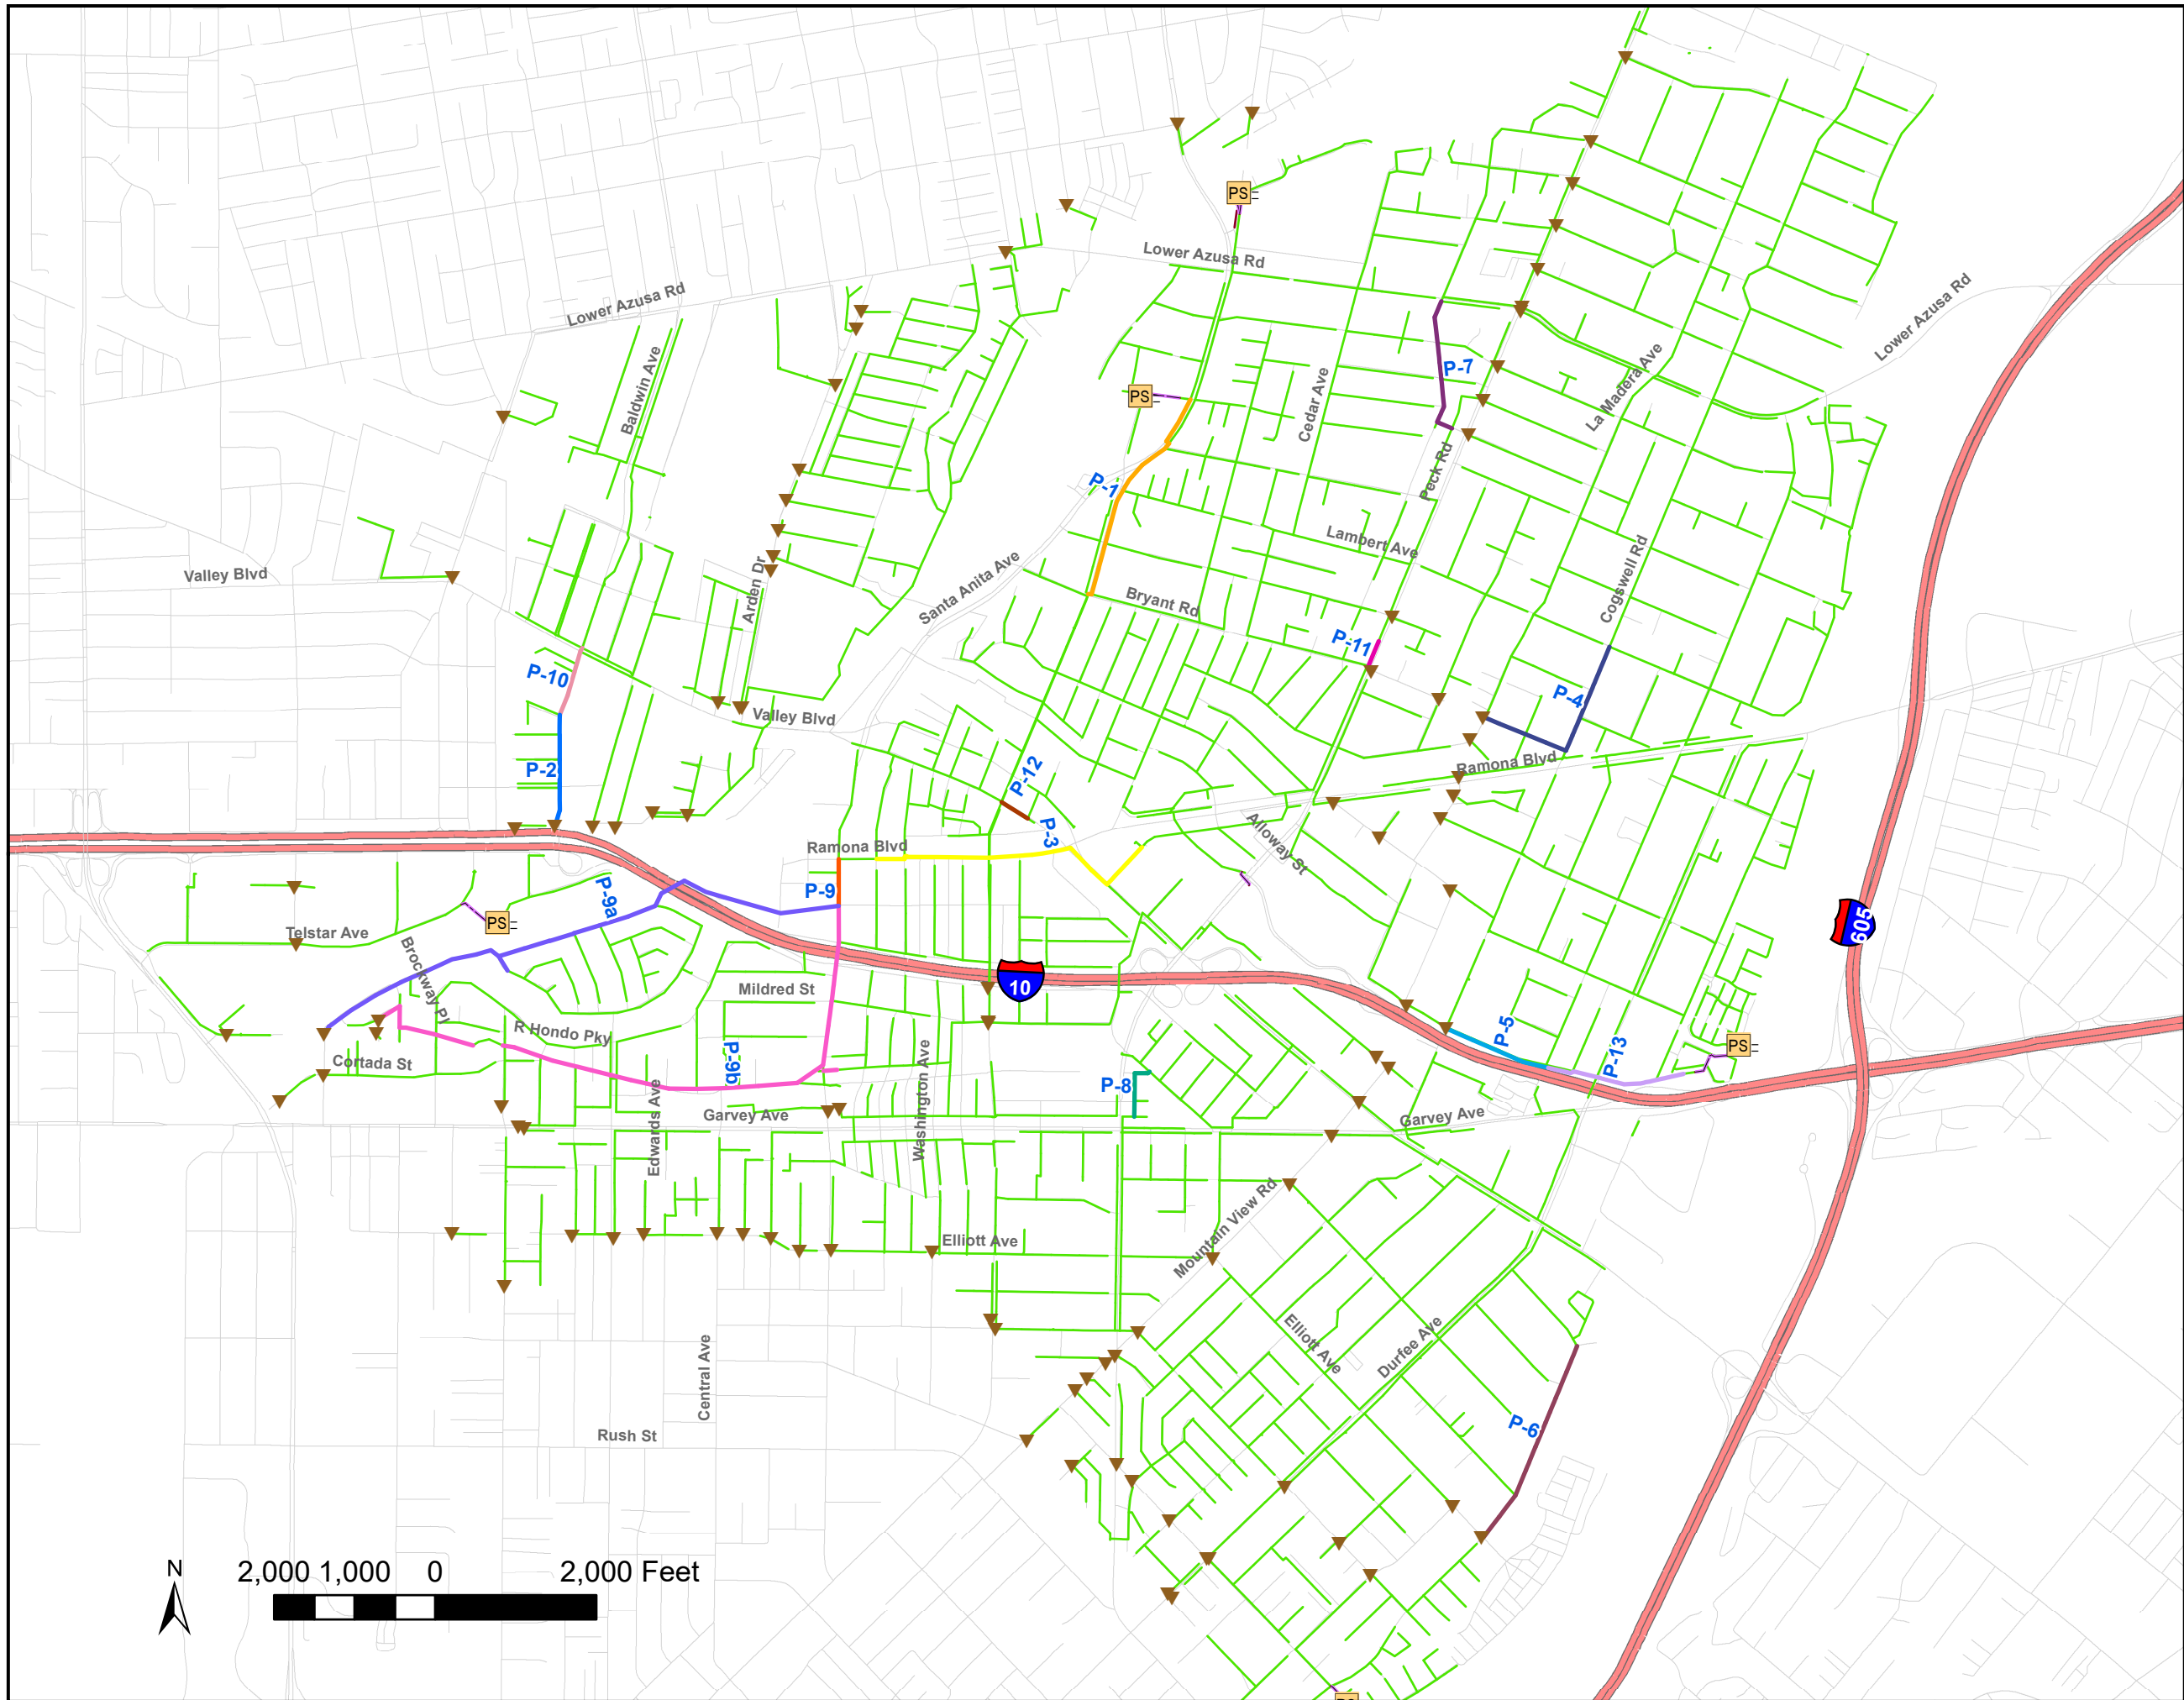 PS
Lower Azusa Rd
Lower Azusa Rd
Lower Azusa Rd
Baldwin Ave
P-7
La Madera Ave
PS
Cedar Ave
Peck Rd
P-1
Lambert Ave
Valley Blvd
Arden Dr
Santa Anita Ave
Cogswell Rd
Bryant Rd
P-11
P-10
P-4
Valley Blvd
P-2
P-12
Ramona Blvd
P-3
Alloway St
Ramona Blvd
P-9
P-9a
PS
605
Telstar Ave
Brockway Pl
10
Mildred St
R Hondo Pky
P-5
P-13
PS
Cortada St
P-9b
P-8
Edwards Ave
Garvey Ave
Washington Ave
Garvey Ave
Mountain View Rd
Elliott Ave
Elliott Ave
Durfee Ave
Central Ave
P-6
Rush St
N
2,000 1,000 0 2,000 Feet